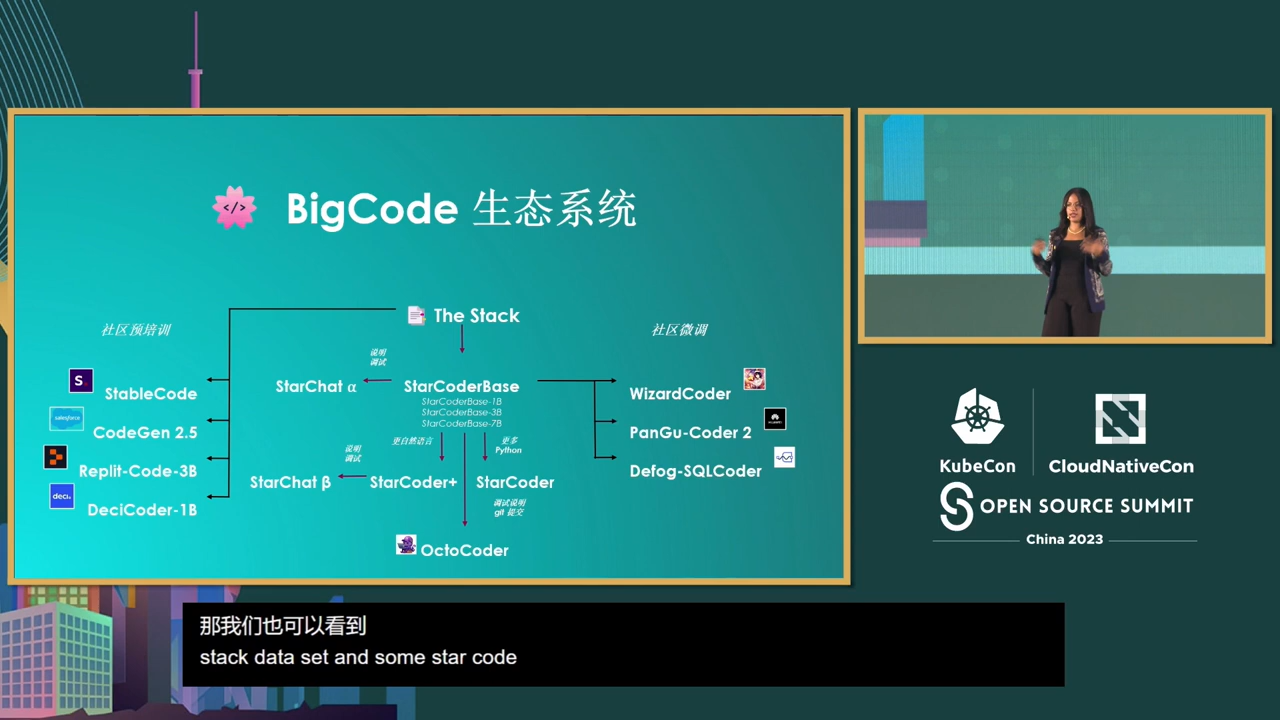 </> BigCode 生态系统
The Stack
社区预培训
社区微调
说明
调试
StarChat α
StarCoderBase
StarCoderBase-1B
StarCoderBase-3B
StarCoderBase-7B
S.
StableCode
salesforce
CodeGen 2.5
Replit-Code-3B
deci.
DeciCoder-1B
WizardCoder
HUAWEI
PanGu-Coder 2
Defog-SQLCoder
更自然语言
更多
Python
说明
调试
StarChat β
StarCoder+
StarCoder
调试说明
git 提交
OctoCoder
KubeCon
CloudNativeCon
OPEN SOURCE SUMMIT
China 2023
那我们也可以看到
stack data set and some star code